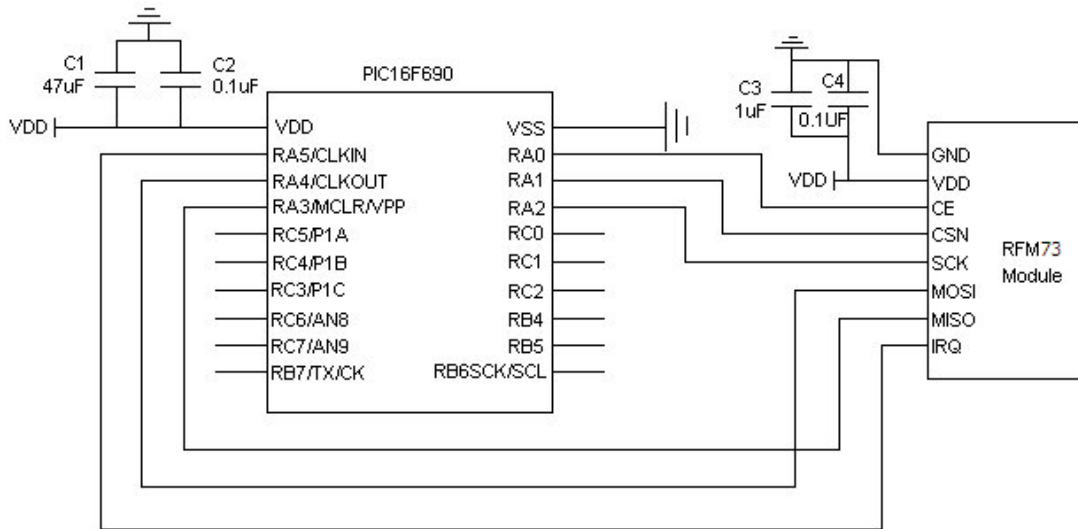 C1
47uF
C2
0.1uF
VDD
PIC16F690
VDD
RA5/CLKIN
RA4/CLKOUT
RA3/MCLR/VPP
RC5/P1A
RC4/P1B
RC3/P1C
RC6/AN8
RC7/AN9
RB7/TX/CK
VSS
RA0
RA1
RA2
RC0
RC1
RC2
RB4
RB5
RB6SCK/SCL
C3
1uF
C4
0.1UF
VDD
GND
VDD
CE
CSN
SCK
MOSI
MISO
IRQ
RFM73
Module